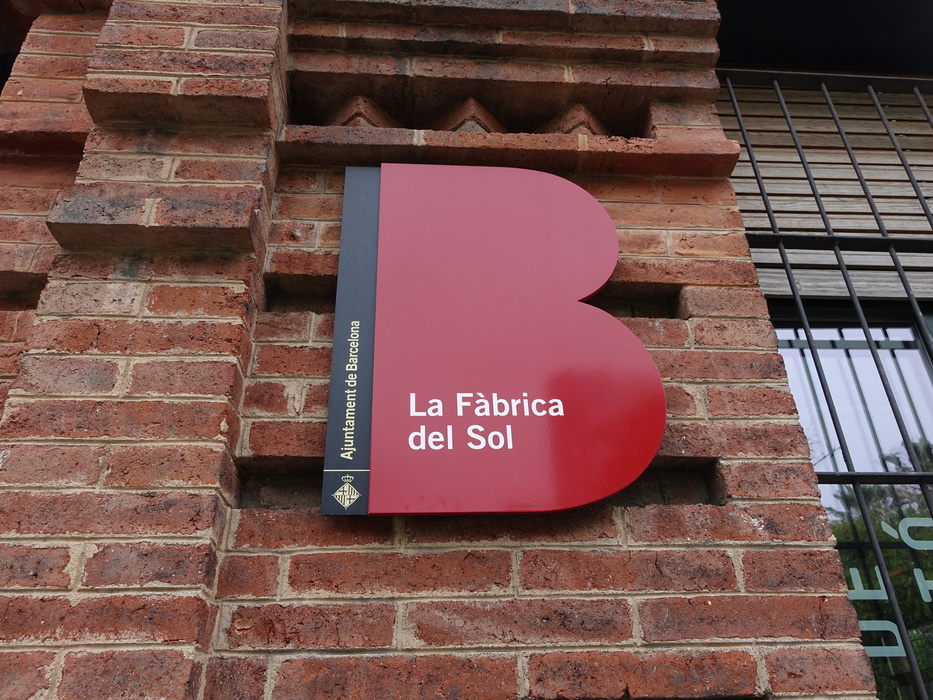 Ajuntament de Barcelona
La Fàbrica
del Sol